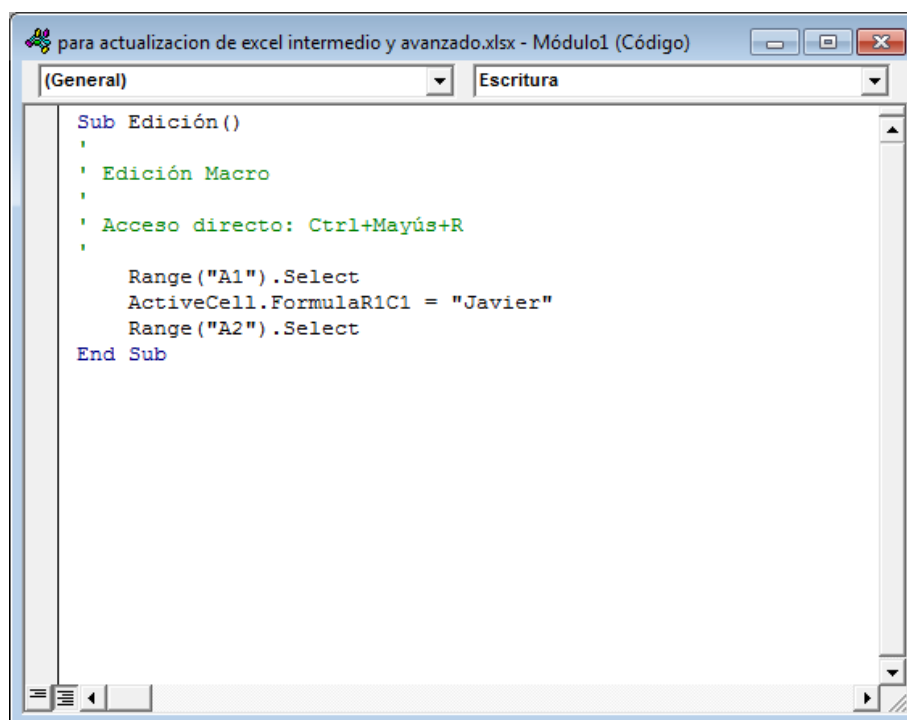 para actualizacion de excel intermedio y avanzado.xlsx - Módulo1 (Código)
(General) Escritura
Sub Edición()
'
' Edición Macro
'
' Acceso directo: Ctrl+Mayús+R
'
Range("A1").Select
ActiveCell.FormulaR1C1 = "Javier"
Range("A2").Select
End Sub